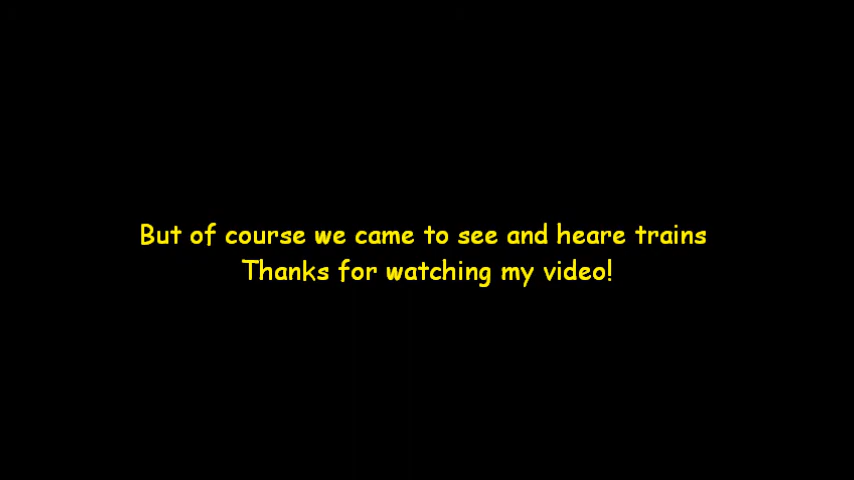 But of course we came to see and heare trains
Thanks for watching my video!